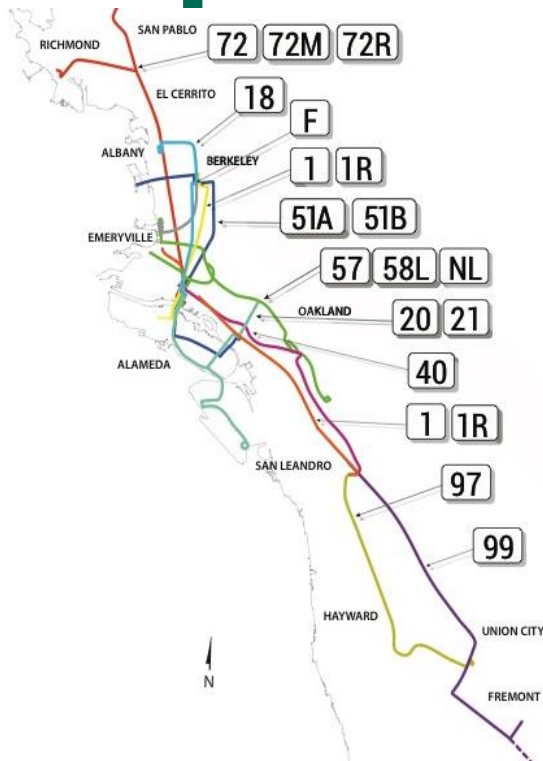 SAN PABLO
RICHMOND
72 72M 72R
EL CERRITO
18
F
ALBANY
BERKELEY
1 1R
51A 51B
EMERYVILLE
57 58L NL
OAKLAND
20 21
ALAMEDA
40
1 1R
SAN LEANDRO
97
99
HAYWARD
UNION CITY
N
FREMONT